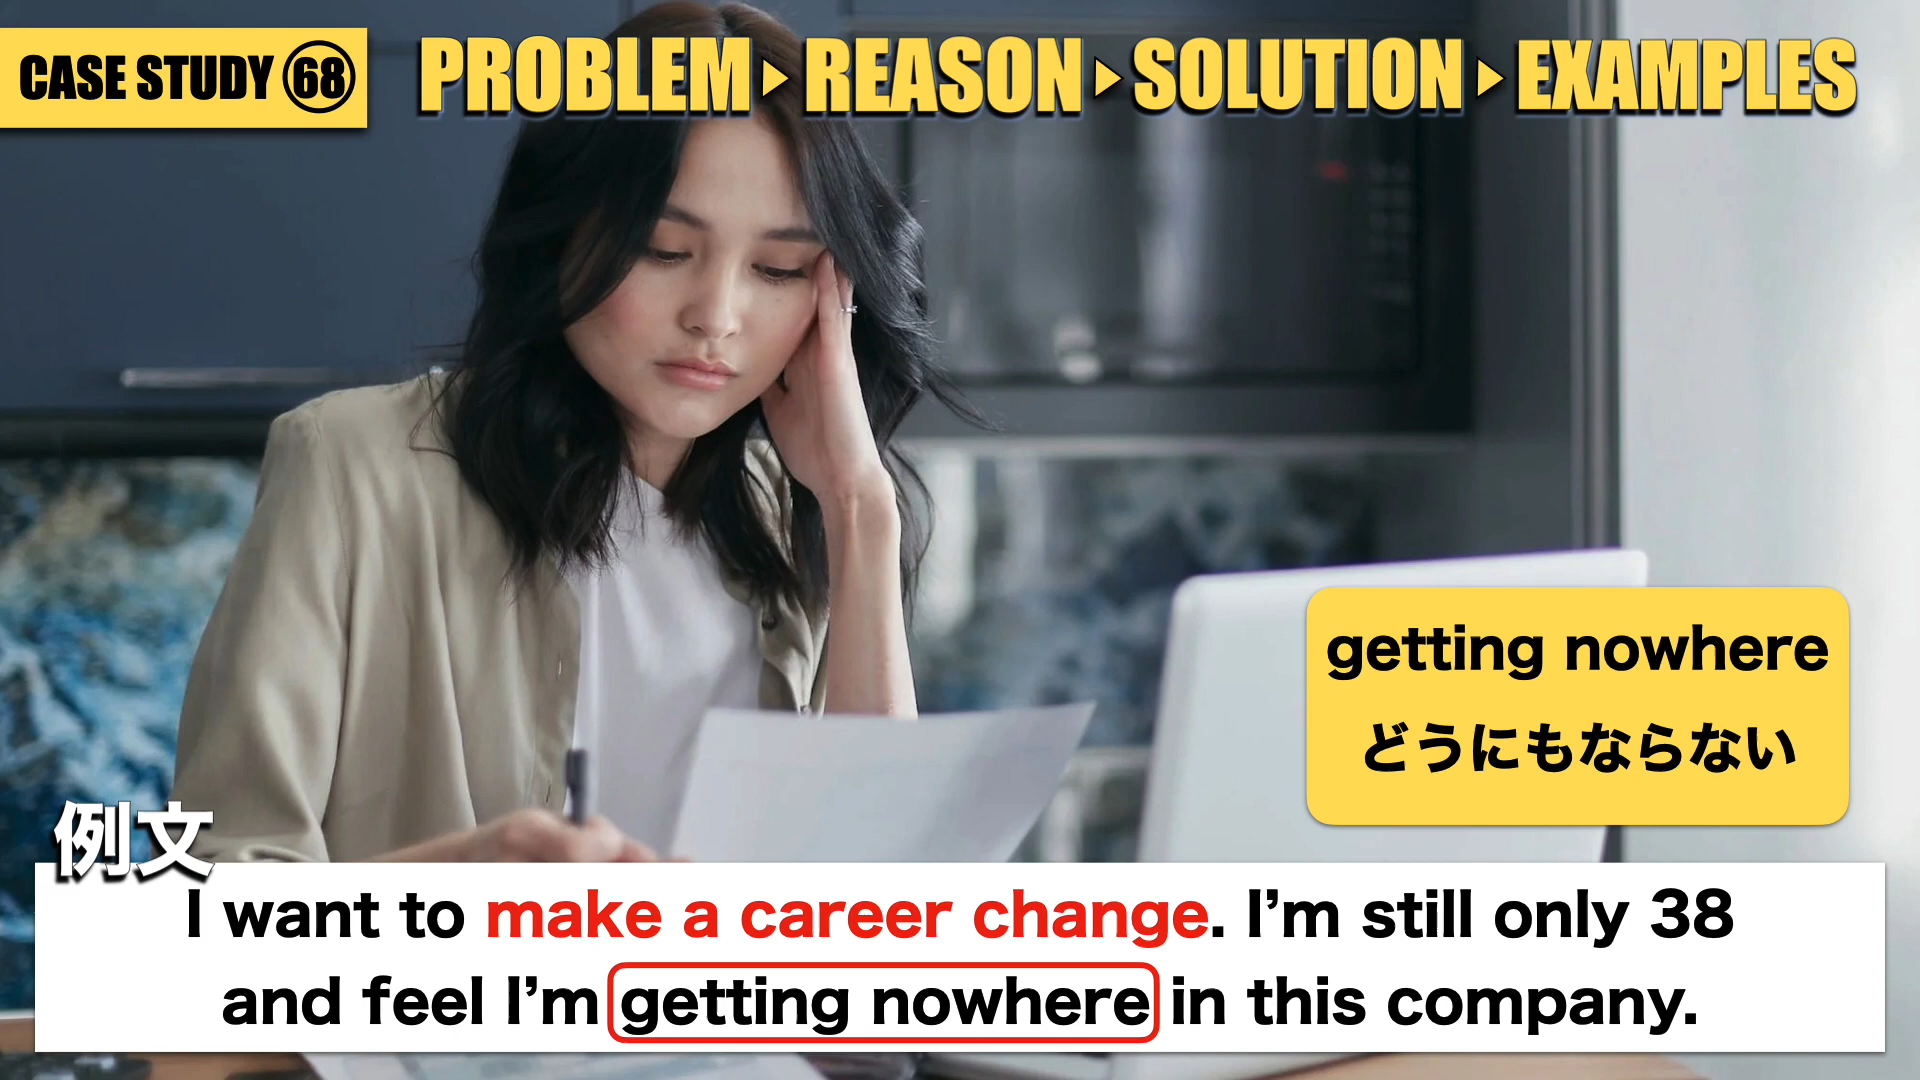 CASE STUDY 68
PROBLEM ▶ REASON ▶ SOLUTION ▶ EXAMPLES
getting nowhere
どうにもならない
例文
I want to make a career change. I’m still only 38
and feel I’m getting nowhere in this company.